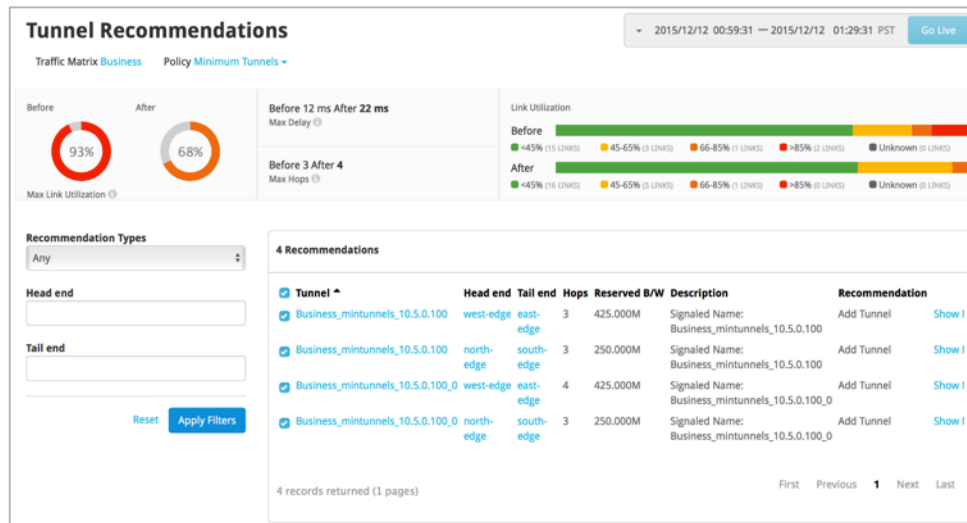 Tunnel Recommendations
2015/12/12 00:59:31 — 2015/12/12 01:29:31 PST
Go Live
Traffic Matrix Business Policy Minimum Tunnels
Before After
93% 68%
Max Link Utilization
Before 12 ms After 22 ms
Max Delay
Before 3 After 4
Max Hops
Link Utilization
Before
<45% (15 LINKS) 45-65% (3 LINKS) 66-85% (1 LINKS) >85% (2 LINKS) Unknown (0 LINKS)
After
<45% (16 LINKS) 45-65% (5 LINKS) 66-85% (1 LINKS) >85% (0 LINKS) Unknown (0 LINKS)
Recommendation Types
Any
Head end
Tail end
Reset Apply Filters
4 Recommendations
Tunnel Head end Tail end Hops Reserved B/W Description Recommendation
Business_mintunnels_10.5.0.100 west-edge east- 3 425.000M Signaled Name: Add Tunnel Show
edge Business_mintunnels_10.5.0.100
Business_mintunnels_10.5.0.100 north- south- 3 250.000M Signaled Name: Add Tunnel Show
edge edge Business_mintunnels_10.5.0.100
Business_mintunnels_10.5.0.100_0 west-edge east- 4 425.000M Signaled Name: Add Tunnel Show
edge Business_mintunnels_10.5.0.100_0
Business_mintunnels_10.5.0.100_0 north- south- 3 250.000M Signaled Name: Add Tunnel Show
edge edge Business_mintunnels_10.5.0.100_0
4 records returned (1 pages)
First Previous 1 Next Last